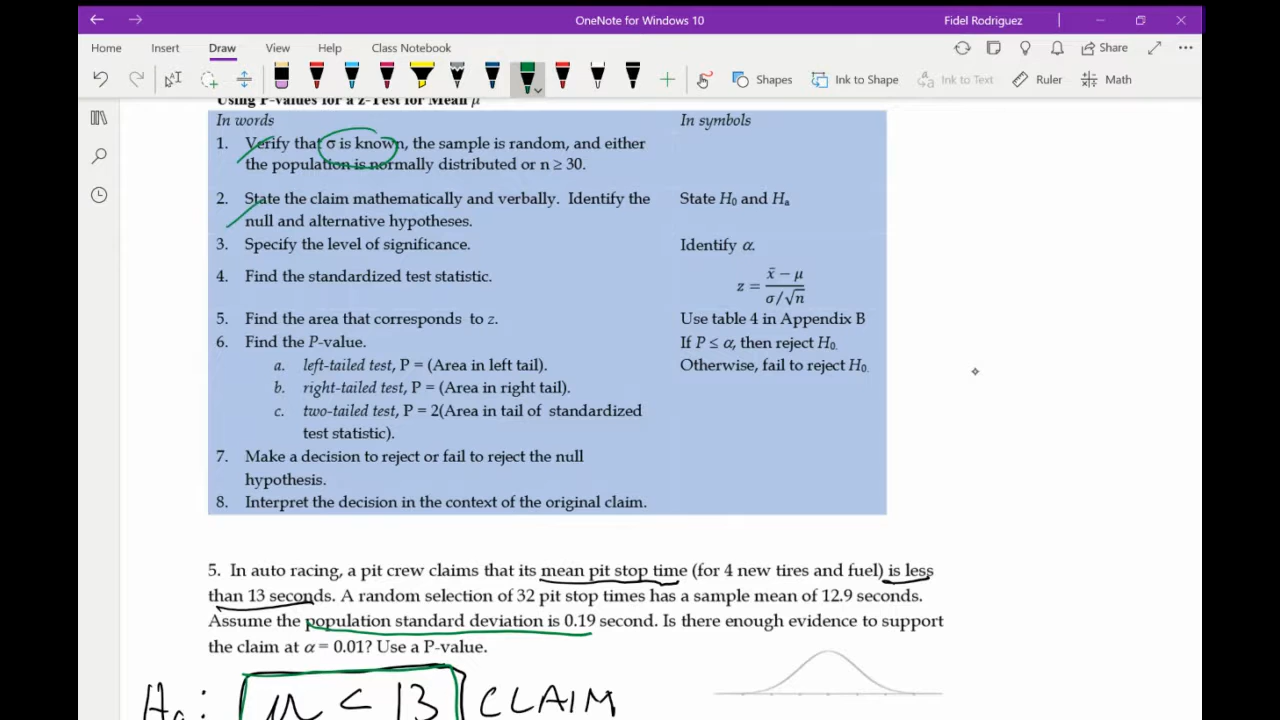 OneNote for Windows 10
Fidel Rodriguez
Home Insert Draw View Help Class Notebook Share
Shapes Ink to Shape Ink to Text Ruler Math
Using P-values for a z-Test for Mean μ
In words In symbols
1. Verify that σ is known, the sample is random, and either
the population is normally distributed or n ≥ 30.
2. State the claim mathematically and verbally. Identify the State H₀ and Hₐ
null and alternative hypotheses.
3. Specify the level of significance. Identify α.
4. Find the standardized test statistic. z = (x̄ − μ) / (σ/√n)
5. Find the area that corresponds to z. Use table 4 in Appendix B
6. Find the P-value. If P ≤ α, then reject H₀.
a. left-tailed test, P = (Area in left tail). Otherwise, fail to reject H₀.
b. right-tailed test, P = (Area in right tail).
c. two-tailed test, P = 2(Area in tail of standardized
test statistic).
7. Make a decision to reject or fail to reject the null
hypothesis.
8. Interpret the decision in the context of the original claim.
5. In auto racing, a pit crew claims that its mean pit stop time (for 4 new tires and fuel) is less
than 13 seconds. A random selection of 32 pit stop times has a sample mean of 12.9 seconds.
Assume the population standard deviation is 0.19 second. Is there enough evidence to support
the claim at α = 0.01? Use a P-value.
Hₐ: μ < 13 CLAIM